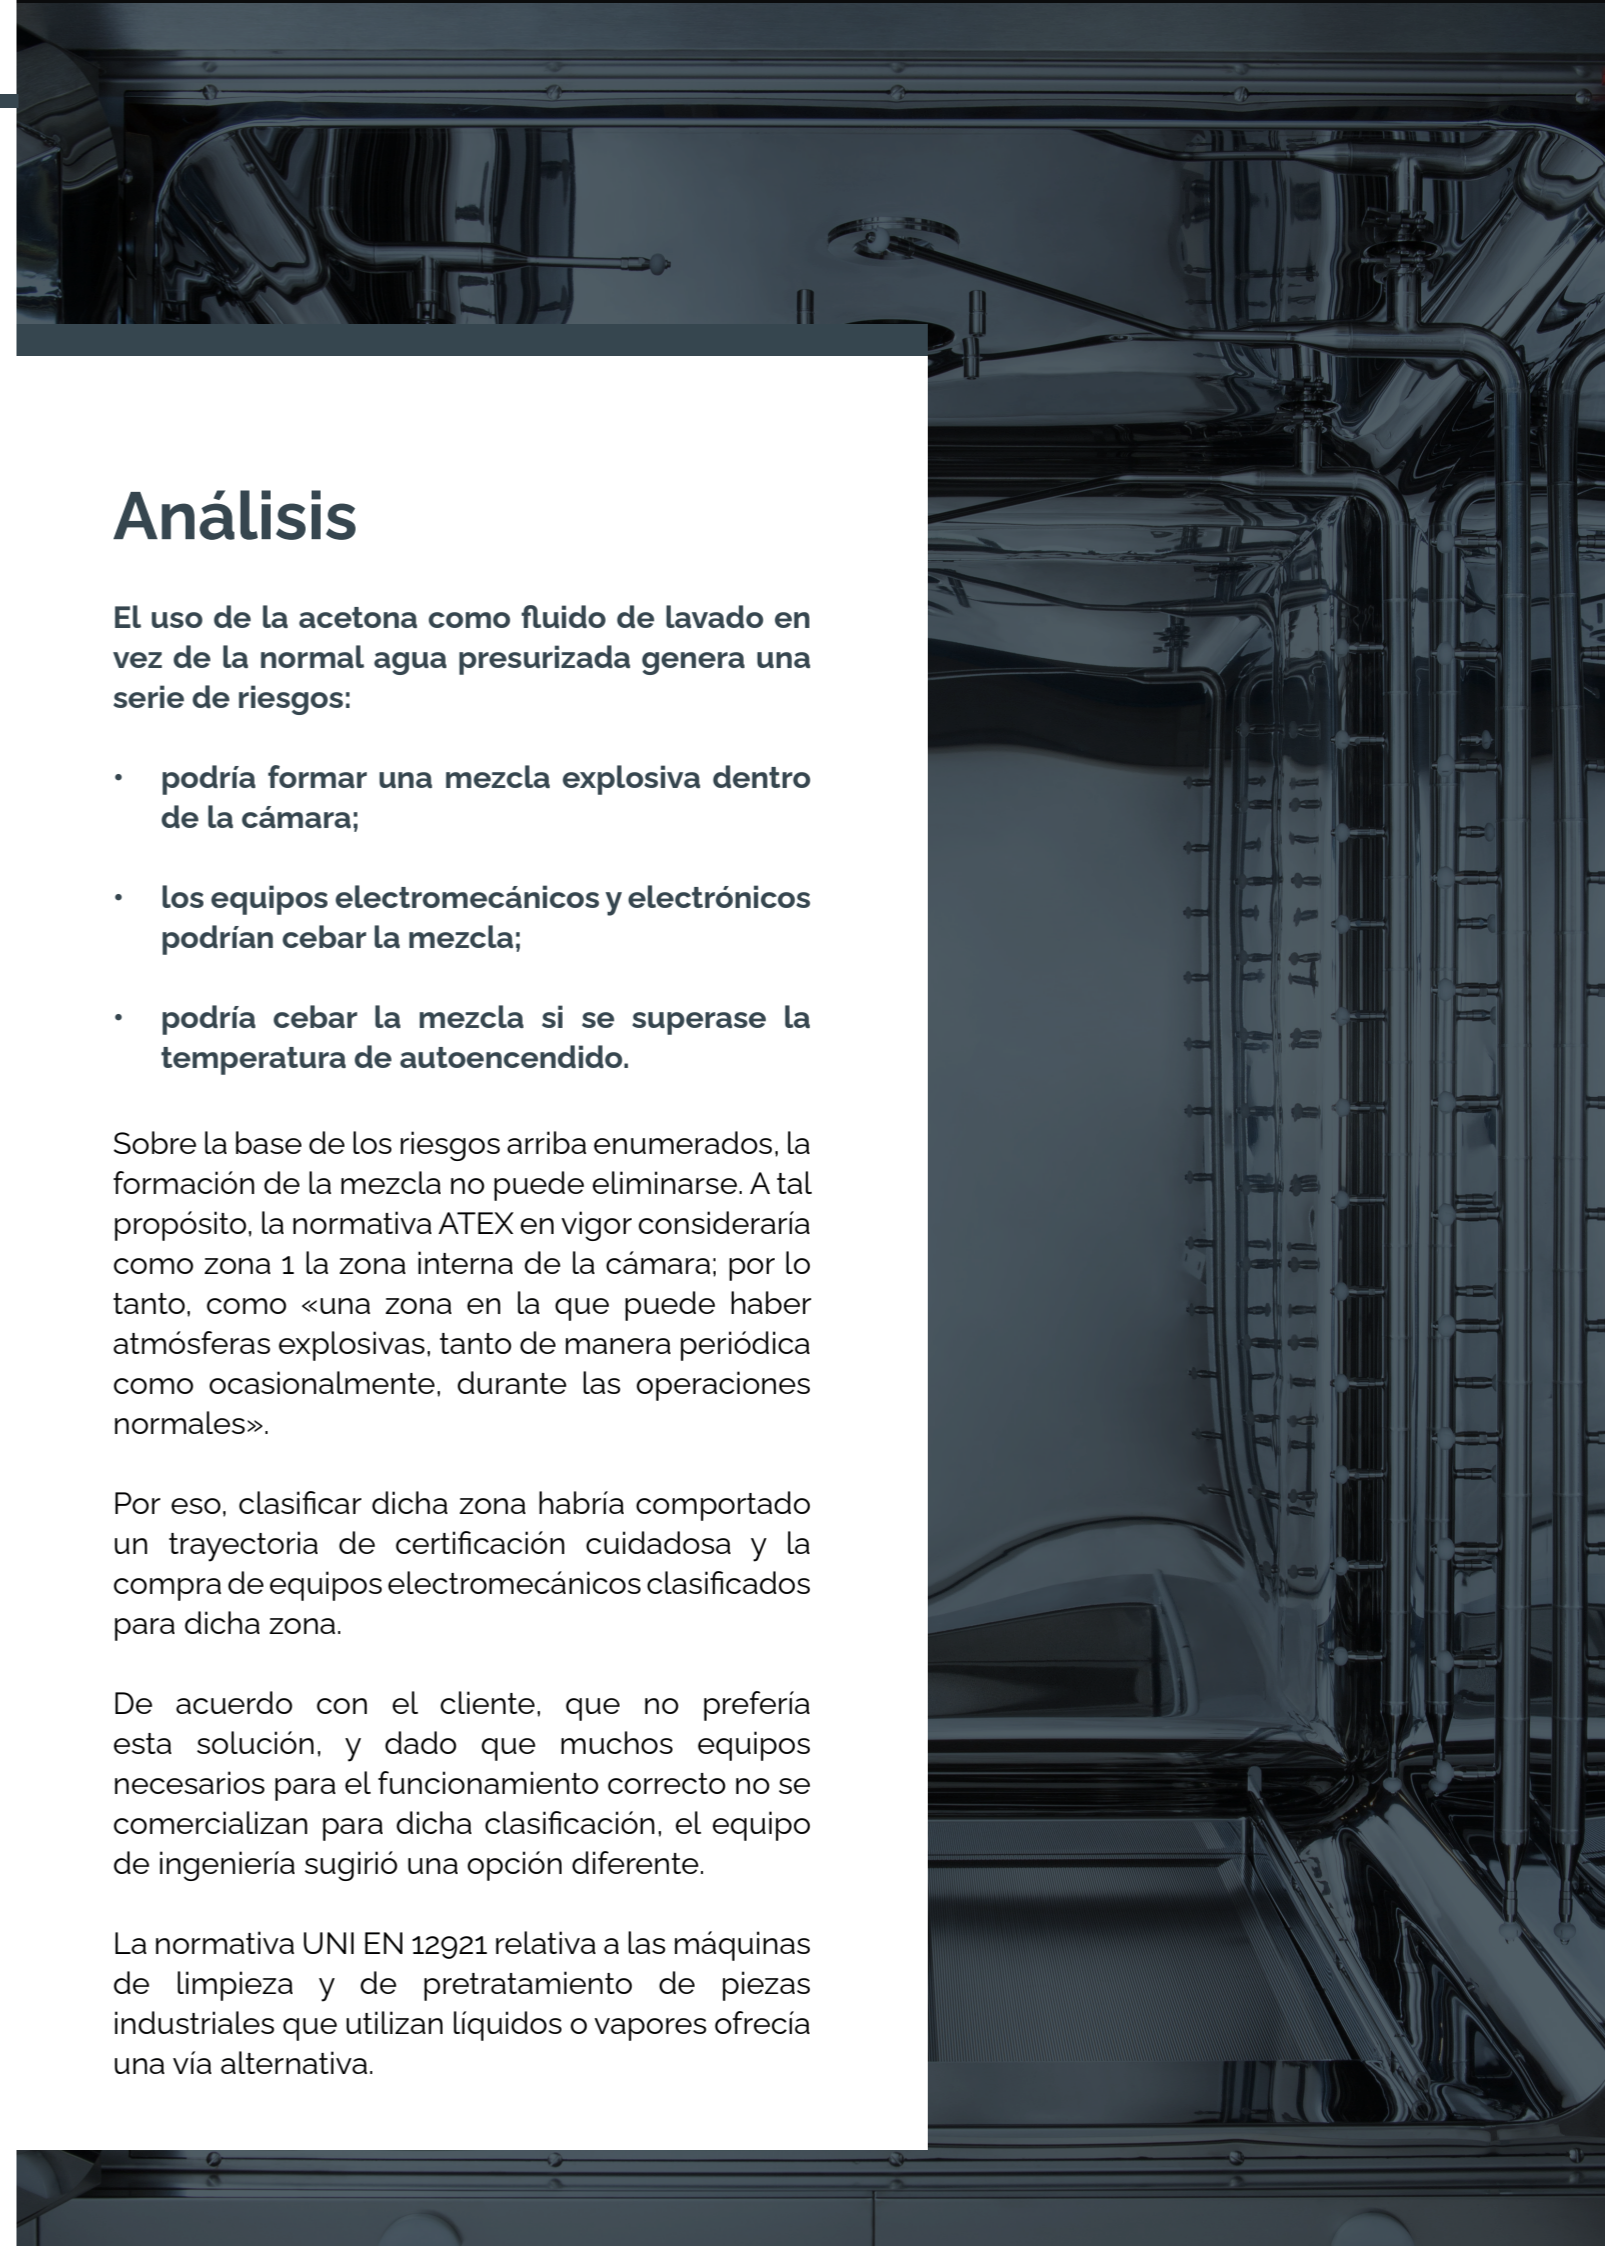 Análisis
El uso de la acetona como fluido de lavado en
vez de la normal agua presurizada genera una
serie de riesgos:
• podría formar una mezcla explosiva dentro
de la cámara;
• los equipos electromecánicos y electrónicos
podrían cebar la mezcla;
• podría cebar la mezcla si se superase la
temperatura de autoencendido.
Sobre la base de los riesgos arriba enumerados, la
formación de la mezcla no puede eliminarse. A tal
propósito, la normativa ATEX en vigor consideraría
como zona 1 la zona interna de la cámara; por lo
tanto, como «una zona en la que puede haber
atmósferas explosivas, tanto de manera periódica
como ocasionalmente, durante las operaciones
normales».
Por eso, clasificar dicha zona habría comportado
un trayectoria de certificación cuidadosa y la
compra de equipos electromecánicos clasificados
para dicha zona.
De acuerdo con el cliente, que no prefería
esta solución, y dado que muchos equipos
necesarios para el funcionamiento correcto no se
comercializan para dicha clasificación, el equipo
de ingeniería sugirió una opción diferente.
La normativa UNI EN 12921 relativa a las máquinas
de limpieza y de pretratamiento de piezas
industriales que utilizan líquidos o vapores ofrecía
una vía alternativa.